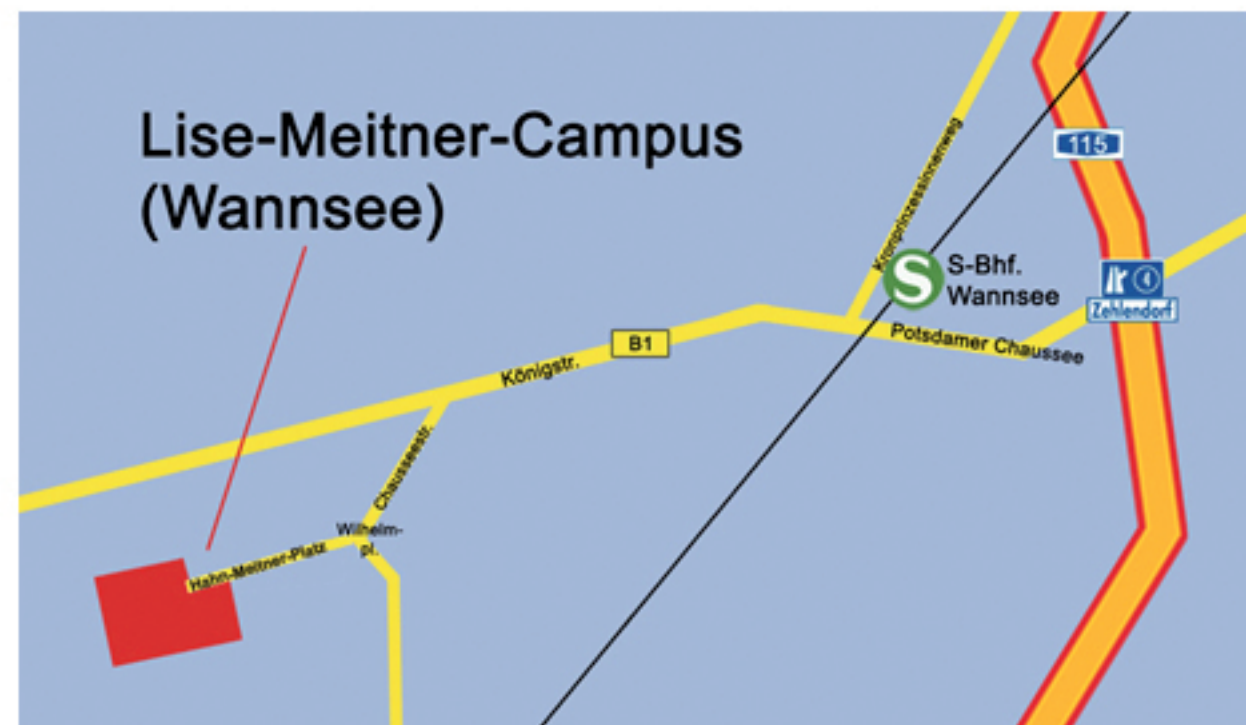 Lise-Meitner-Campus
(Wannsee)
Kronprinzessinnenweg
115
S
S-Bhf.
Wannsee
4
Zehlendorf
Potsdamer Chaussee
B1
Königstr.
Chausseestr.
Wilhelm-
pl.
Hahn-Meitner-Platz